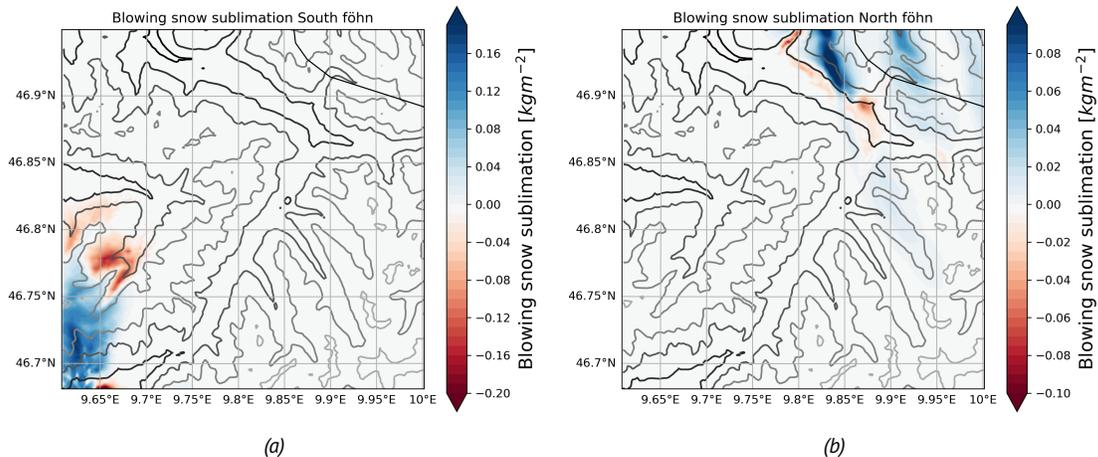 Blowing snow sublimation South föhn
46.9°N
46.85°N
46.8°N
46.75°N
46.7°N
9.65°E 9.7°E 9.75°E 9.8°E 9.85°E 9.9°E 9.95°E 10°E
0.16
0.12
0.08
0.04
0.00
−0.04
−0.08
−0.12
−0.16
−0.20
Blowing snow sublimation [kgm⁻²]
(a)
Blowing snow sublimation North föhn
46.9°N
46.85°N
46.8°N
46.75°N
46.7°N
9.65°E 9.7°E 9.75°E 9.8°E 9.85°E 9.9°E 9.95°E 10°E
0.08
0.06
0.04
0.02
0.00
−0.02
−0.04
−0.06
−0.08
−0.10
Blowing snow sublimation [kgm⁻²]
(b)